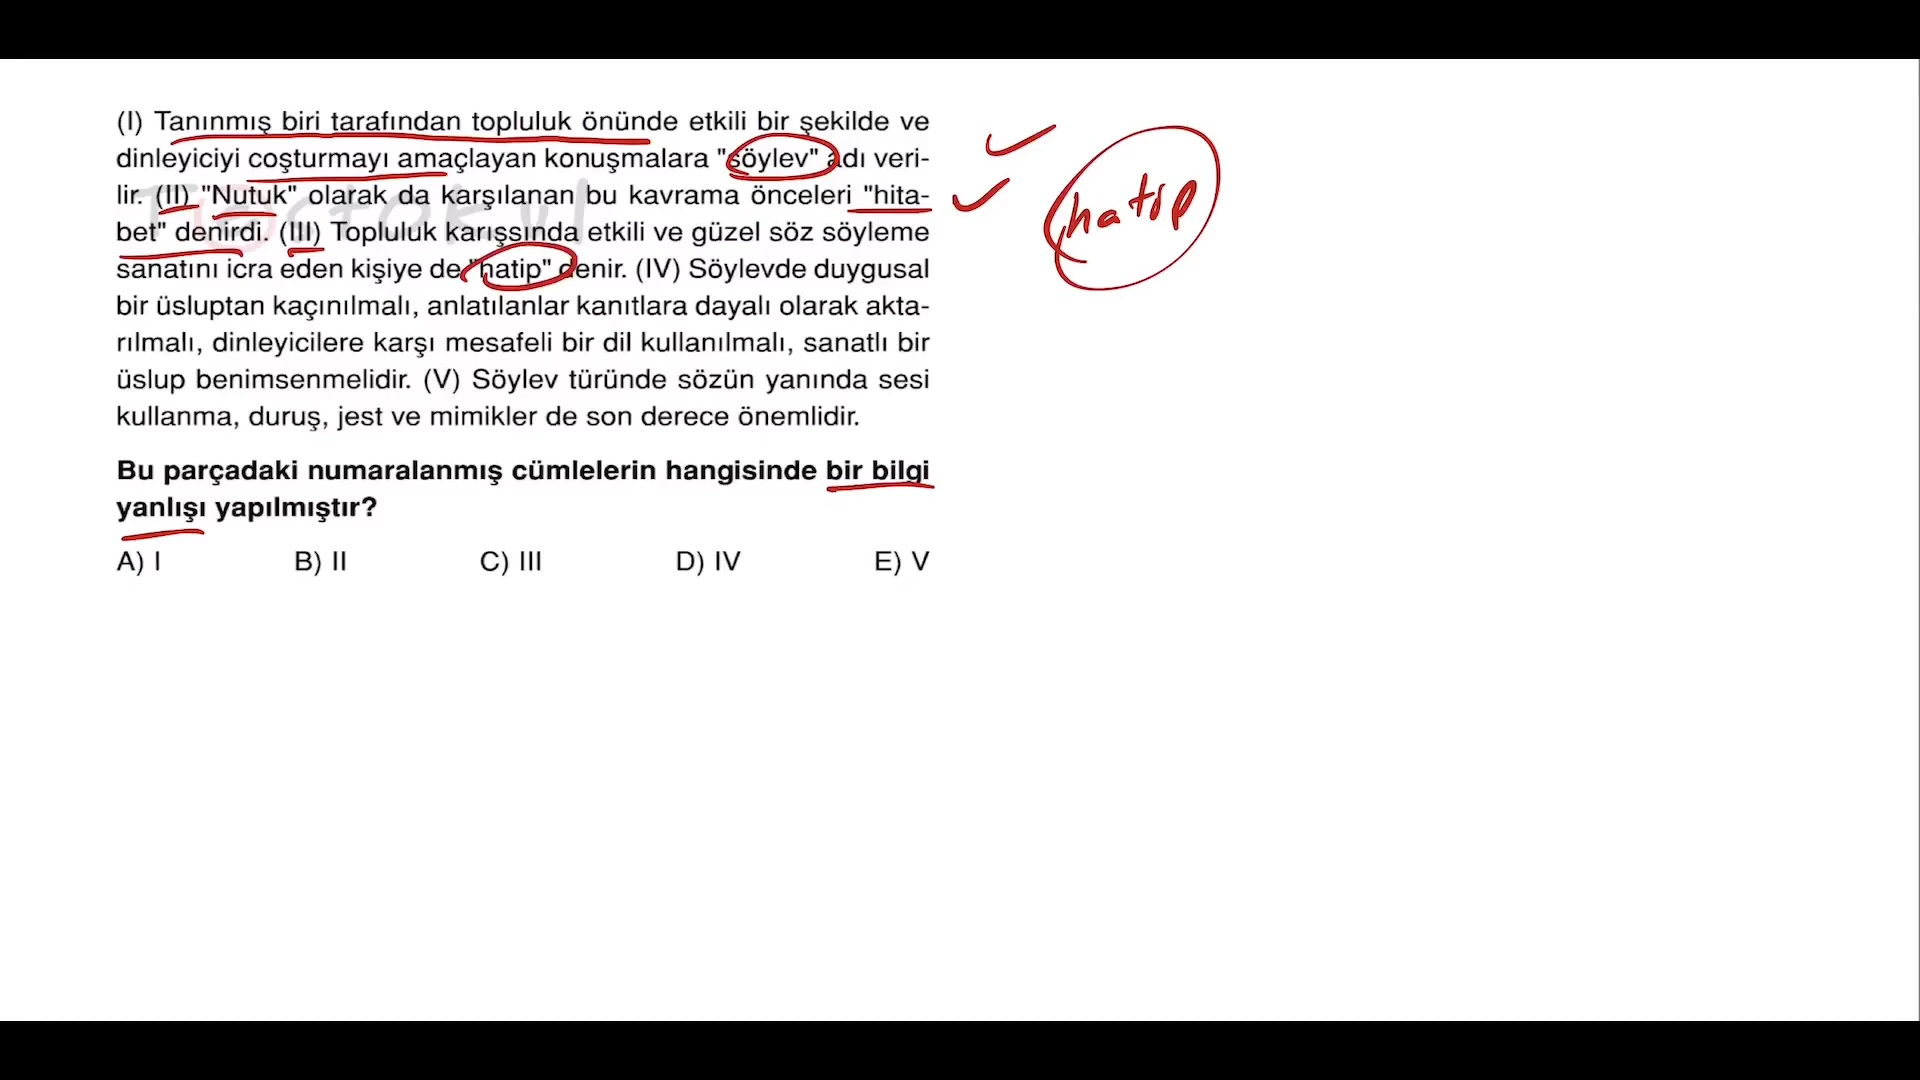 (I) Tanınmış biri tarafından topluluk önünde etkili bir şekilde ve
dinleyiciyi coşturmayı amaçlayan konuşmalara "söylev" adı veri-
lir. (II) "Nutuk" olarak da karşılanan bu kavrama önceleri "hita-
bet" denirdi. (III) Topluluk karışsında etkili ve güzel söz söyleme
sanatını icra eden kişiye de "hatip" denir. (IV) Söylevde duygusal
bir üsluptan kaçınılmalı, anlatılanlar kanıtlara dayalı olarak akta-
rılmalı, dinleyicilere karşı mesafeli bir dil kullanılmalı, sanatlı bir
üslup benimsenmelidir. (V) Söylev türünde sözün yanında sesi
kullanma, duruş, jest ve mimikler de son derece önemlidir.
Bu parçadaki numaralanmış cümlelerin hangisinde bir bilgi
yanlışı yapılmıştır?
A) I B) II C) III D) IV E) V
hatip